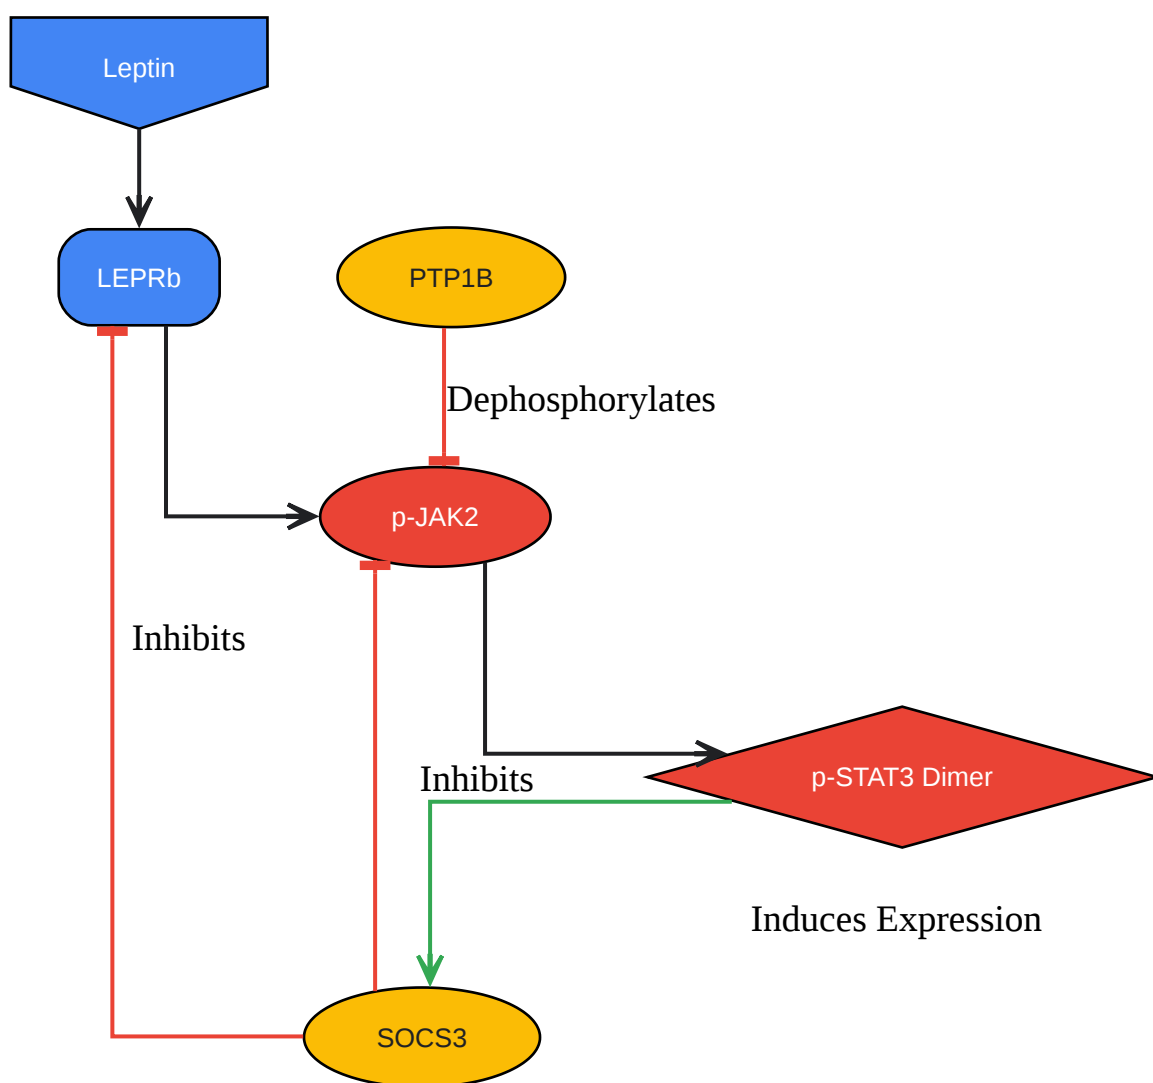 Leptin
LEPRb
PTP1B
Dephosphorylates
p-JAK2
Inhibits
Inhibits
p-STAT3 Dimer
Induces Expression
SOCS3